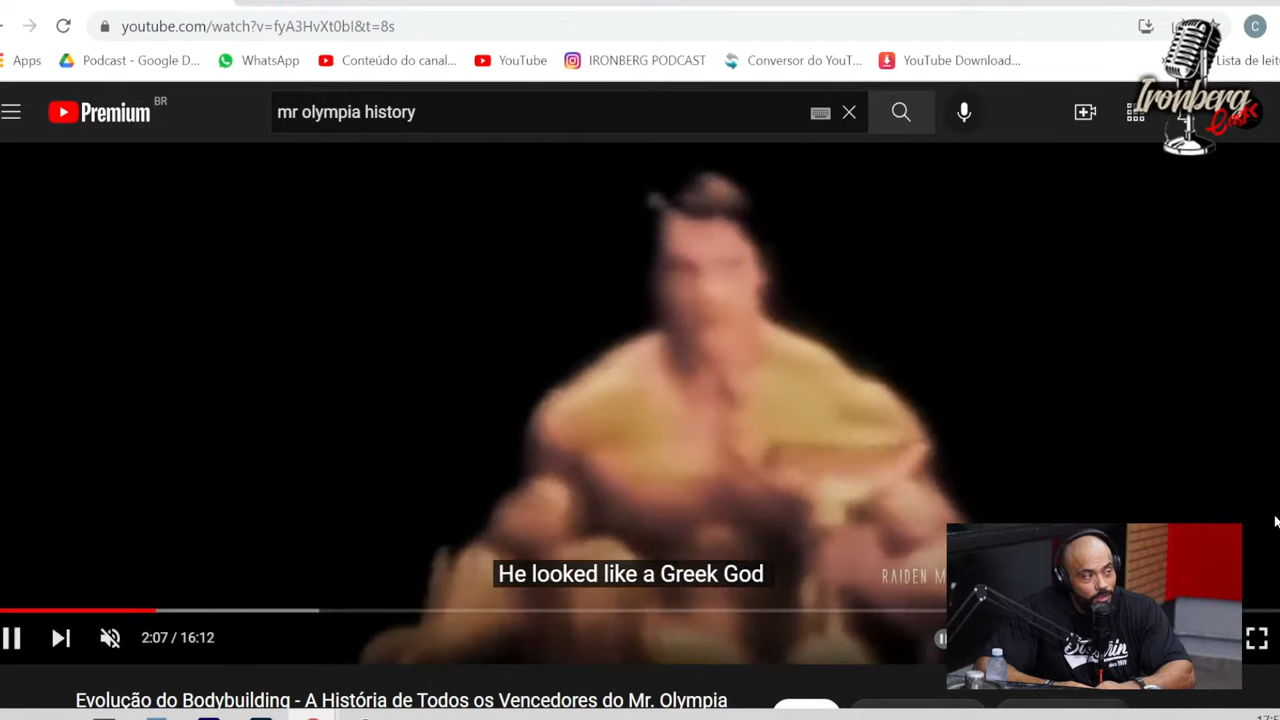 youtube.com/watch?v=fyA3HvXt0bI&t=8s
Apps
Podcast - Google D...
WhatsApp
Conteúdo do canal...
YouTube
IRONBERG PODCAST
Conversor do YouT...
YouTube Download...
»
Lista de leit
Ironberg
Cast
Premium BR
mr olympia history
C
He looked like a Greek God
RAIDEN M
2:07 / 16:12
Evolução do Bodybuilding - A História de Todos os Vencedores do Mr. Olympia